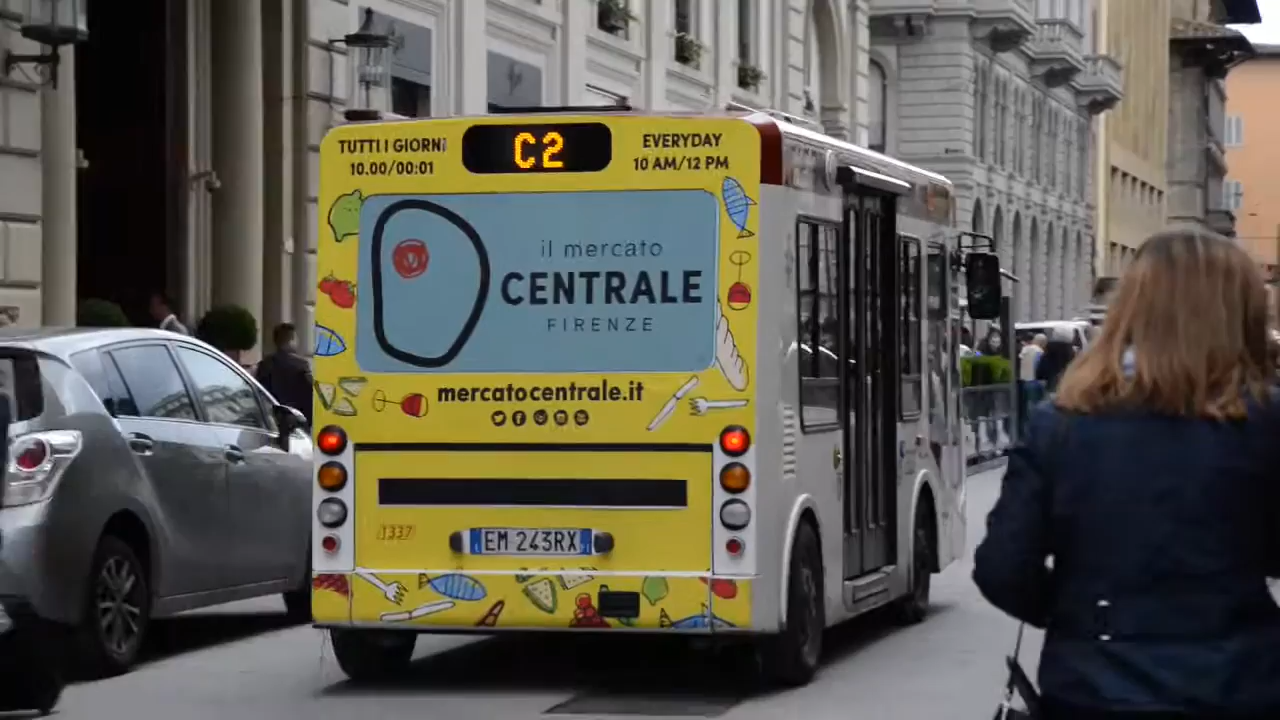 TUTTI I GIORNI
10.00/00:01
C2
EVERYDAY
10 AM/12 PM
il mercato
CENTRALE
FIRENZE
mercatocentrale.it
1337
EM 243RX